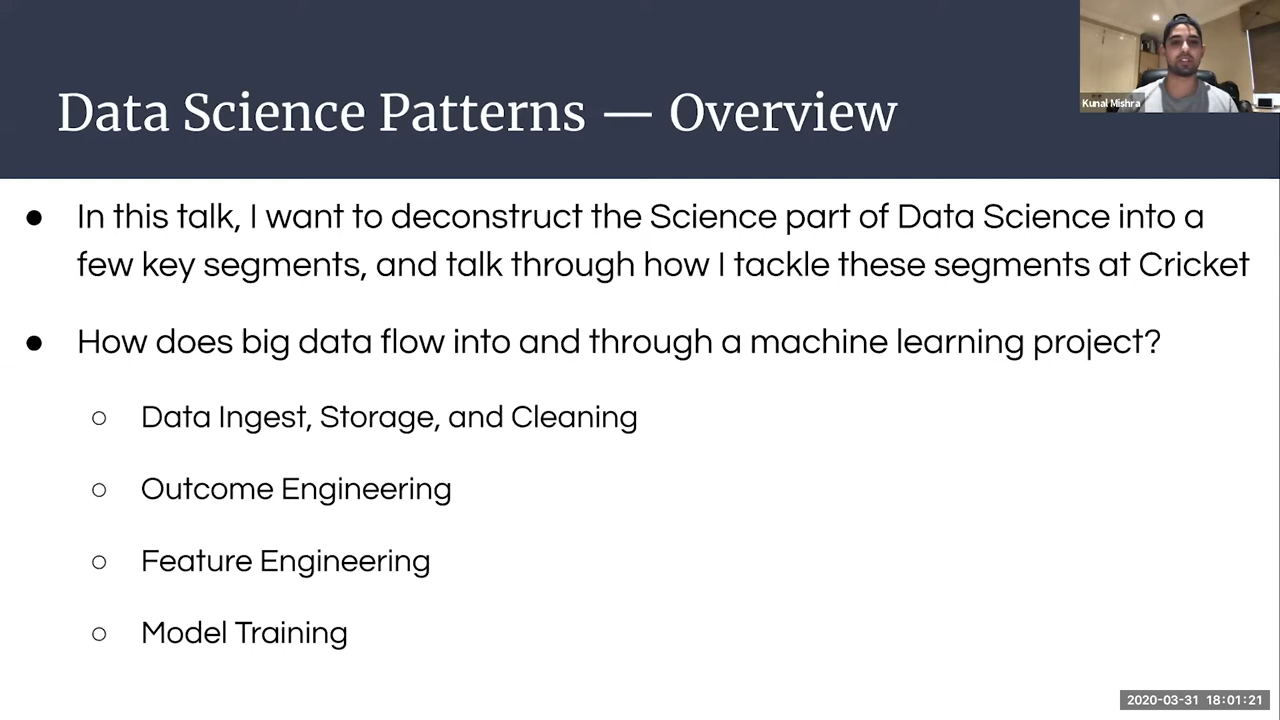 Data Science Patterns — Overview
Kunal Mishra
● In this talk, I want to deconstruct the Science part of Data Science into a
few key segments, and talk through how I tackle these segments at Cricket
● How does big data flow into and through a machine learning project?
○ Data Ingest, Storage, and Cleaning
○ Outcome Engineering
○ Feature Engineering
○ Model Training
2020-03-31 18:01:21